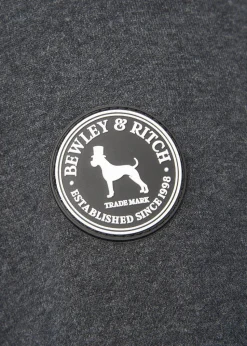 BEWLEY & RITCH
TRADE MARK
• ESTABLISHED SINCE 1998 •